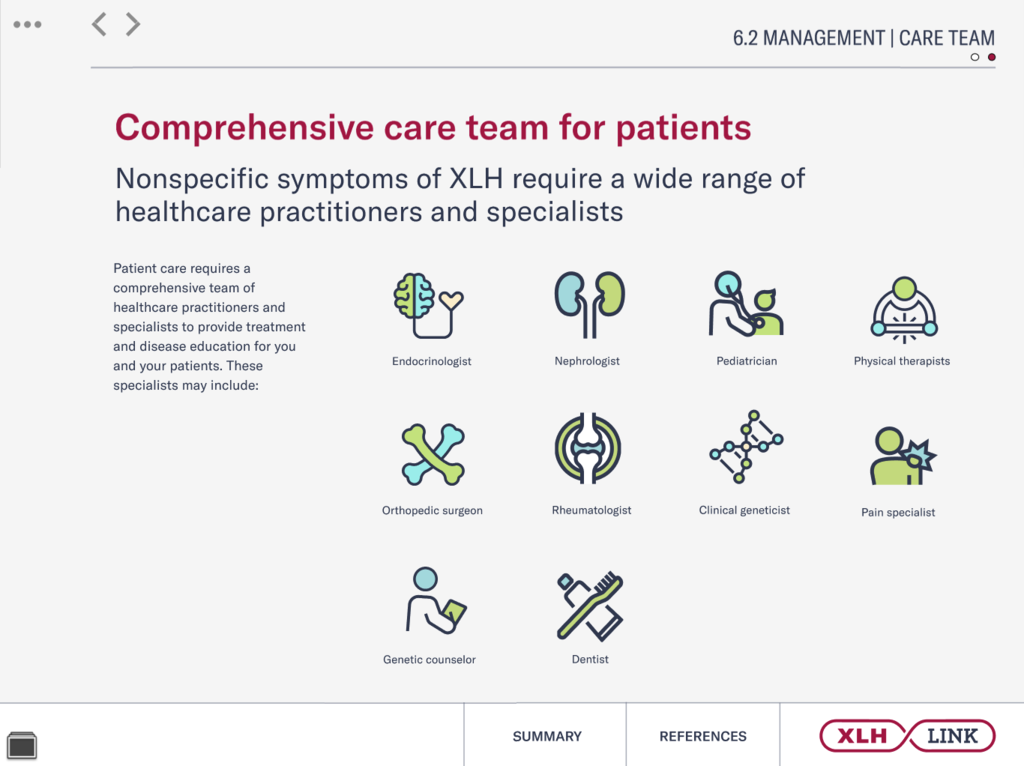 6.2 MANAGEMENT | CARE TEAM
Comprehensive care team for patients
Nonspecific symptoms of XLH require a wide range of
healthcare practitioners and specialists
Patient care requires a
comprehensive team of
healthcare practitioners and
specialists to provide treatment
and disease education for you
and your patients. These
specialists may include:
Endocrinologist
Nephrologist
Pediatrician
Physical therapists
Orthopedic surgeon
Rheumatologist
Clinical geneticist
Pain specialist
Genetic counselor
Dentist
SUMMARY
REFERENCES
XLH LINK